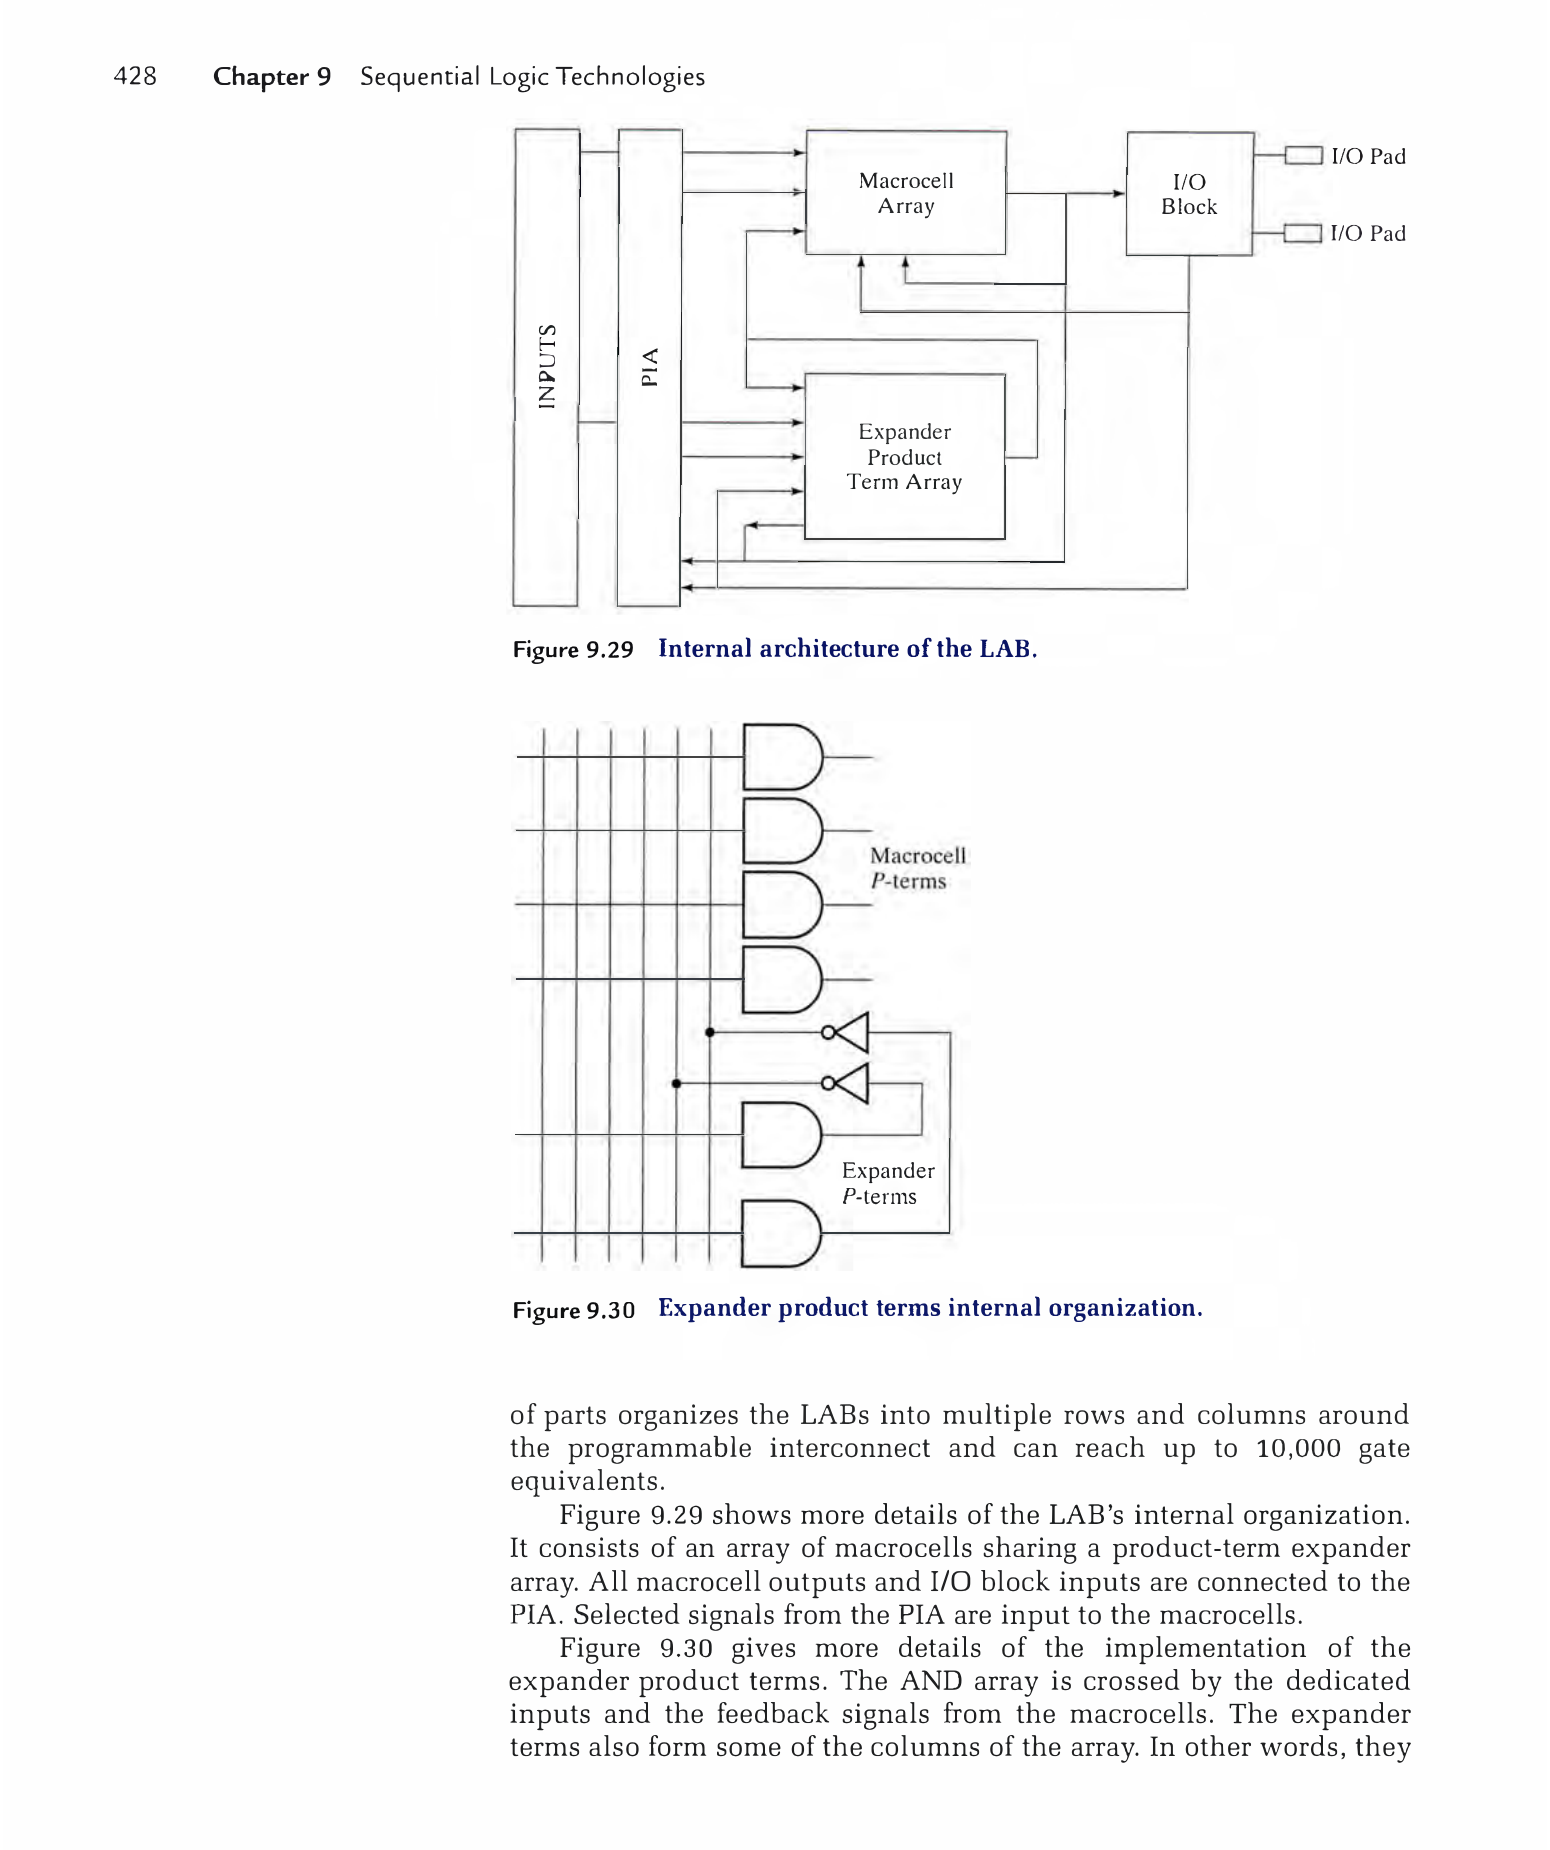 428 Chapter 9 Sequential Logic Technologies
Macrocell
Array
I/O
Block
I/O Pad
I/O Pad
INPUTS
PIA
Expander
Product
Term Array
Figure 9.29 Internal architecture of the LAB.
Macrocell
P-terms
Expander
P-terms
Figure 9.30 Expander product terms internal organization.
of parts organizes the LABs into multiple rows and columns around
the programmable interconnect and can reach up to 10,000 gate
equivalents.
Figure 9.29 shows more details of the LAB's internal organization.
It consists of an array of macrocells sharing a product-term expander
array. All macrocell outputs and I/O block inputs are connected to the
PIA. Selected signals from the PIA are input to the macrocells.
Figure 9.30 gives more details of the implementation of the
expander product terms. The AND array is crossed by the dedicated
inputs and the feedback signals from the macrocells. The expander
terms also form some of the columns of the array. In other words, they